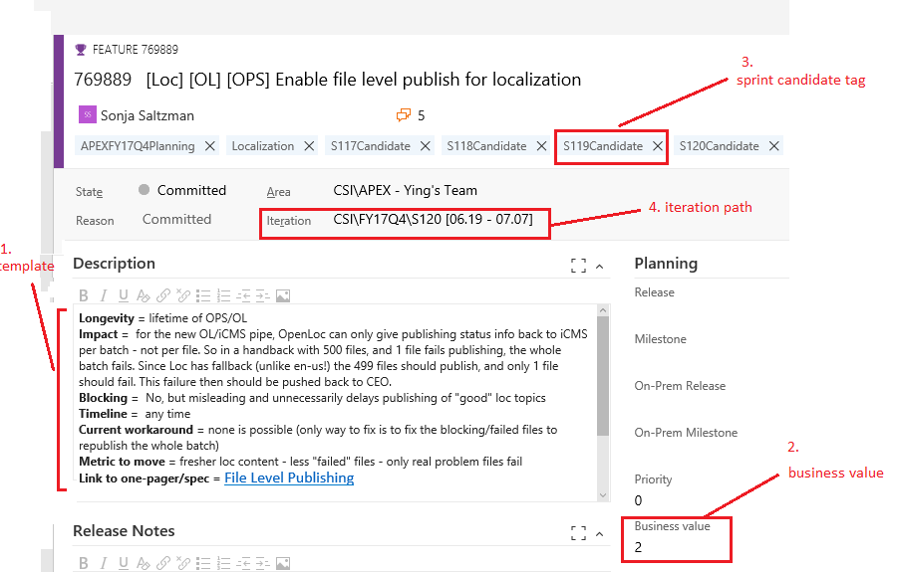 FEATURE 769889
3.
sprint candidate tag
769889 [Loc] [OL] [OPS] Enable file level publish for localization
SS Sonja Saltzman 5
APEXFY17Q4Planning X Localization X S117Candidate X S118Candidate X S119Candidate X S120Candidate X
State Committed Area CSI\APEX - Ying's Team
Reason Committed Iteration CSI\FY17Q4\S120 [06.19 - 07.07]
4. iteration path
1.
template
Description
Planning
B I U
Release
Longevity = lifetime of OPS/OL
Impact = for the new OL/iCMS pipe, OpenLoc can only give publishing status info back to iCMS
per batch - not per file. So in a handback with 500 files, and 1 file fails publishing, the whole
batch fails. Since Loc has fallback (unlike en-us!) the 499 files should publish, and only 1 file
should fail. This failure then should be pushed back to CEO.
Blocking = No, but misleading and unnecessarily delays publishing of "good" loc topics
Timeline = any time
Current workaround = none is possible (only way to fix is to fix the blocking/failed files to
republish the whole batch)
Metric to move = fresher loc content - less "failed" files - only real problem files fail
Link to one-pager/spec = File Level Publishing
Milestone
On-Prem Release
On-Prem Milestone
Priority
0
2.
business value
Business value
2
Release Notes
B I U